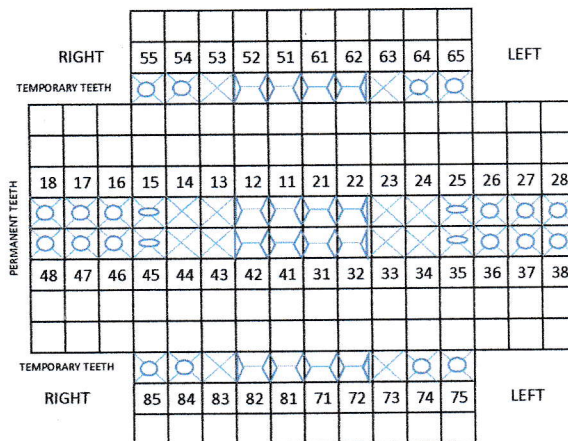 RIGHT 55 54 53 52 51 61 62 63 64 65 LEFT
TEMPORARY TEETH
18 17 16 15 14 13 12 11 21 22 23 24 25 26 27 28
PERMANENT TEETH
48 47 46 45 44 43 42 41 31 32 33 34 35 36 37 38
TEMPORARY TEETH
RIGHT 85 84 83 82 81 71 72 73 74 75 LEFT